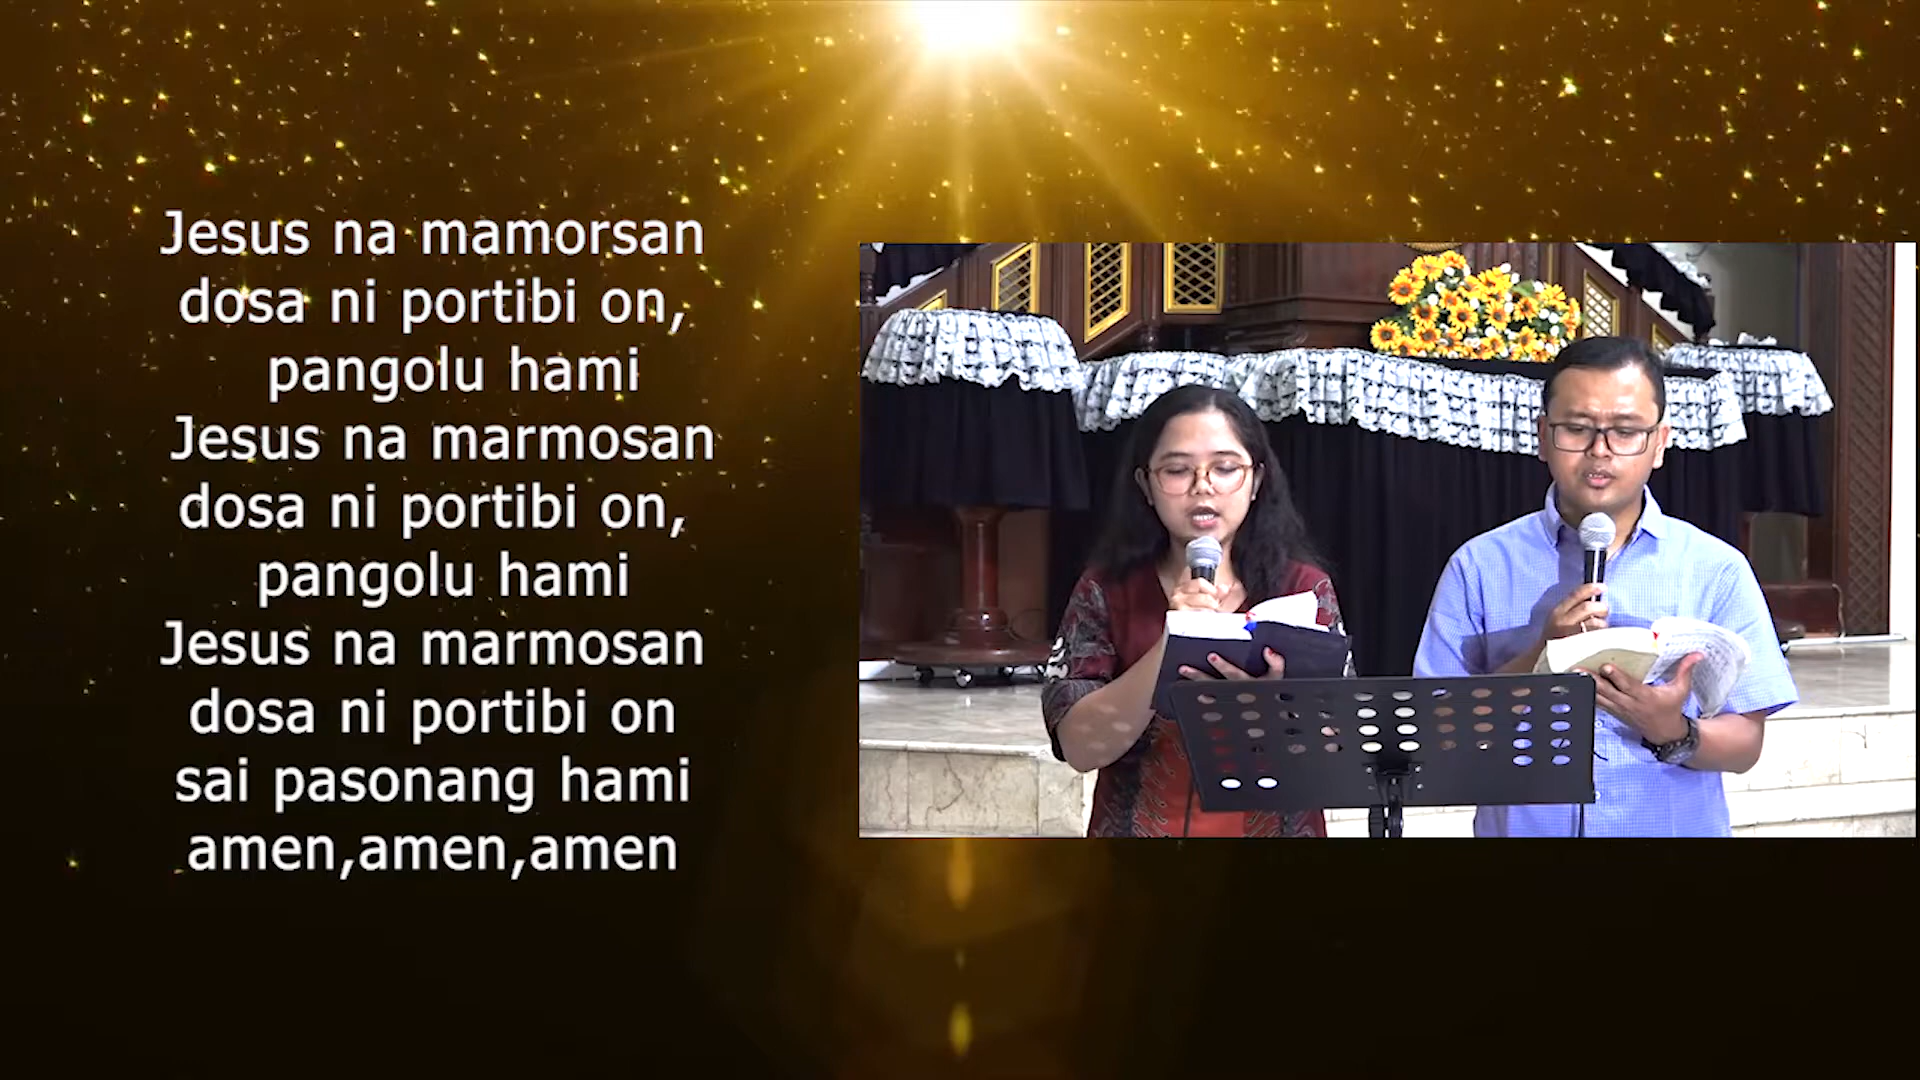 Jesus na mamorsan
dosa ni portibi on,
pangolu hami
Jesus na marmosan
dosa ni portibi on,
pangolu hami
Jesus na marmosan
dosa ni portibi on
sai pasonang hami
amen,amen,amen